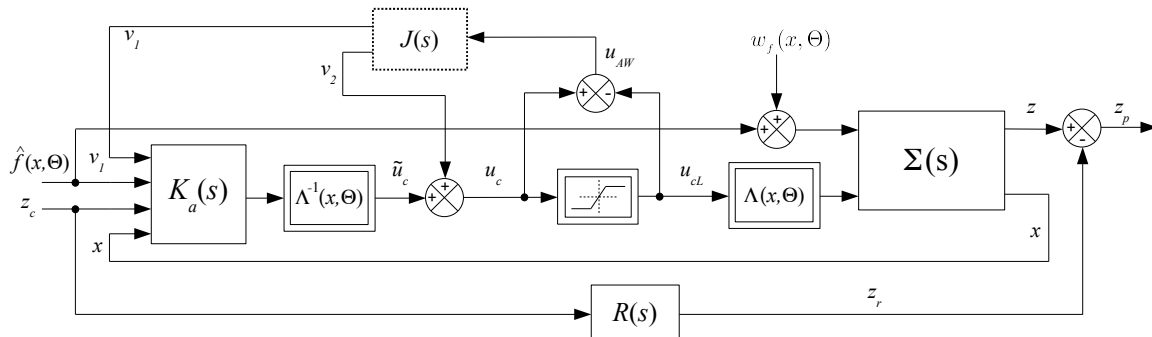 v₁
J(s)
u_AW
w_f(x,Θ)
v₂
+
-
+
+
z
z_p
+
-
f̂(x,Θ)
v₁
K_a(s)
Λ⁻¹(x,Θ)
ũ_c
+
+
u_c
u_cL
Λ(x,Θ)
Σ(s)
z_c
x
x
R(s)
z_r